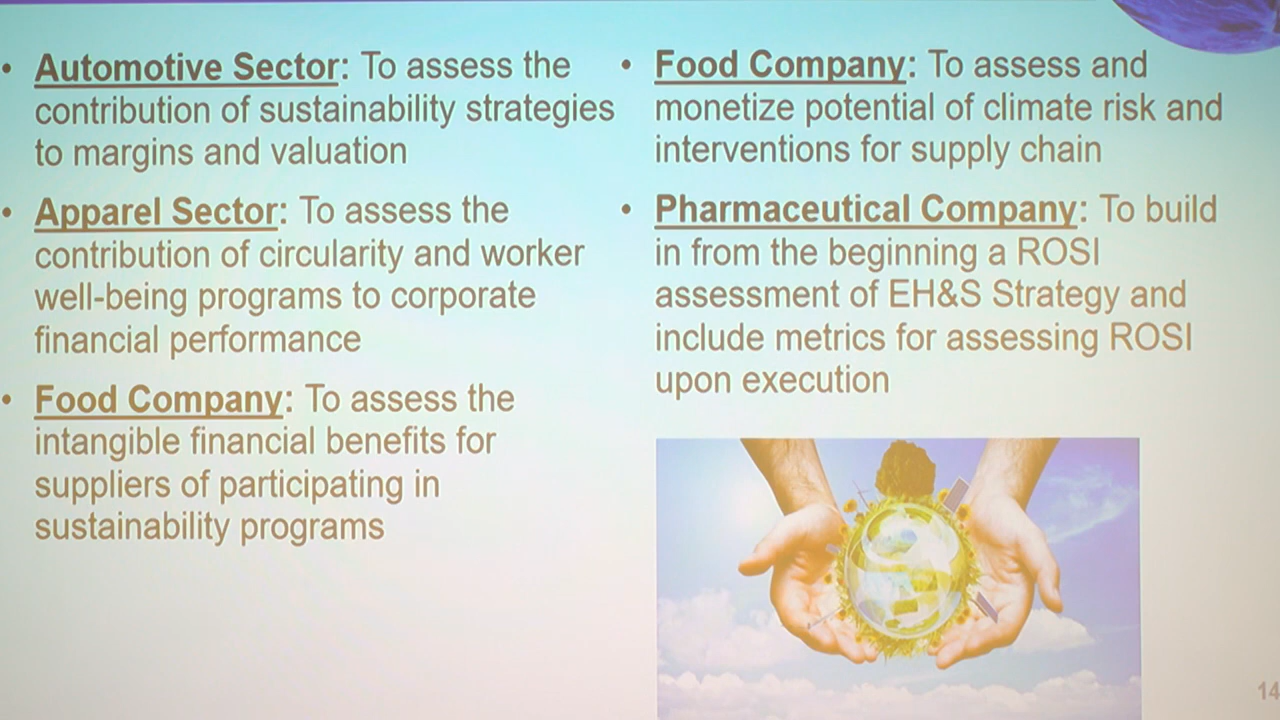 • Automotive Sector: To assess the
contribution of sustainability strategies
to margins and valuation
• Apparel Sector: To assess the
contribution of circularity and worker
well-being programs to corporate
financial performance
• Food Company: To assess the
intangible financial benefits for
suppliers of participating in
sustainability programs
• Food Company: To assess and
monetize potential of climate risk and
interventions for supply chain
• Pharmaceutical Company: To build
in from the beginning a ROSI
assessment of EH&S Strategy and
include metrics for assessing ROSI
upon execution
14